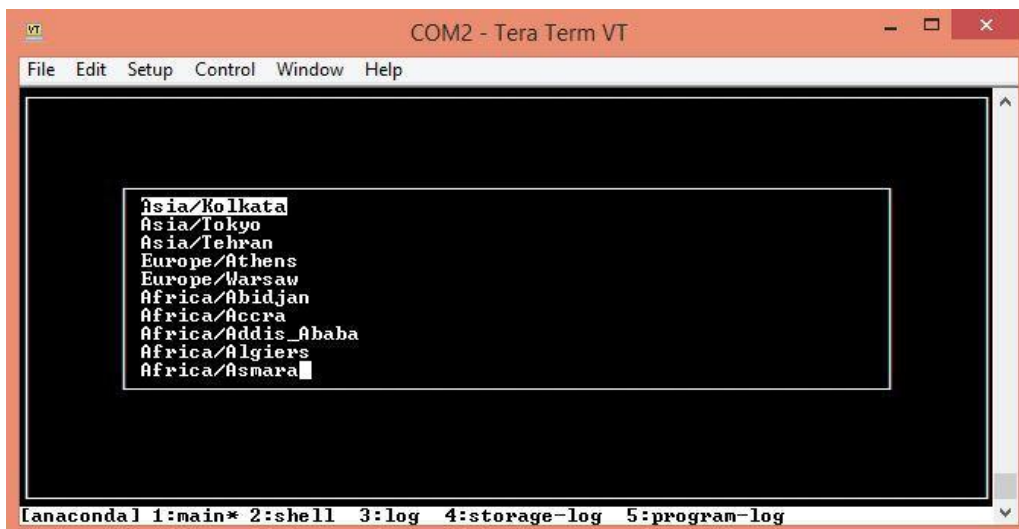 VT
COM2 - Tera Term VT
File Edit Setup Control Window Help
Asia/Kolkata
Asia/Tokyo
Asia/Tehran
Europe/Athens
Europe/Warsaw
Africa/Abidjan
Africa/Accra
Africa/Addis_Ababa
Africa/Algiers
Africa/Asmara
[anaconda] 1:main* 2:shell 3:log 4:storage-log 5:program-log